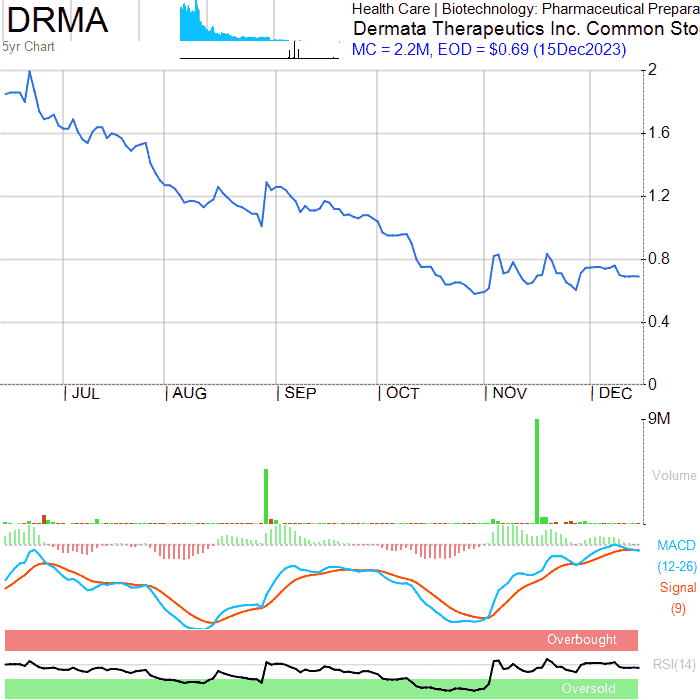 DRMA
5yr Chart
Health Care | Biotechnology: Pharmaceutical Prepara
Dermata Therapeutics Inc. Common Sto
MC = 2.2M, EOD = $0.69 (15Dec2023)
2
1.6
1.2
0.8
0.4
0
JUL AUG SEP OCT NOV DEC
9M
Volume
MACD
(12-26)
Signal
(9)
Overbought
RSI(14)
Oversold